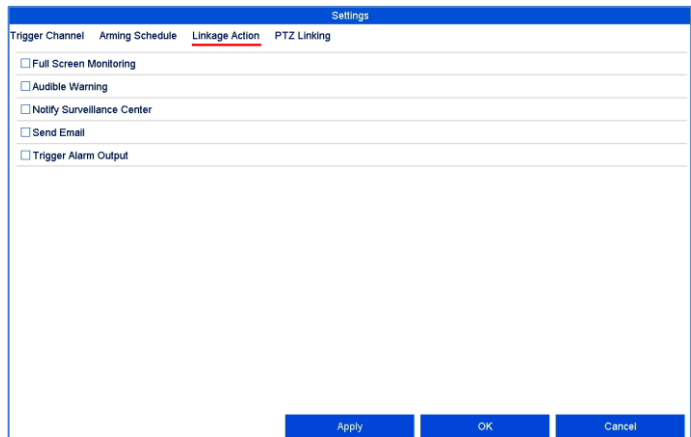 Settings
Trigger Channel Arming Schedule Linkage Action PTZ Linking
Full Screen Monitoring
Audible Warning
Notify Surveillance Center
Send Email
Trigger Alarm Output
Apply OK Cancel